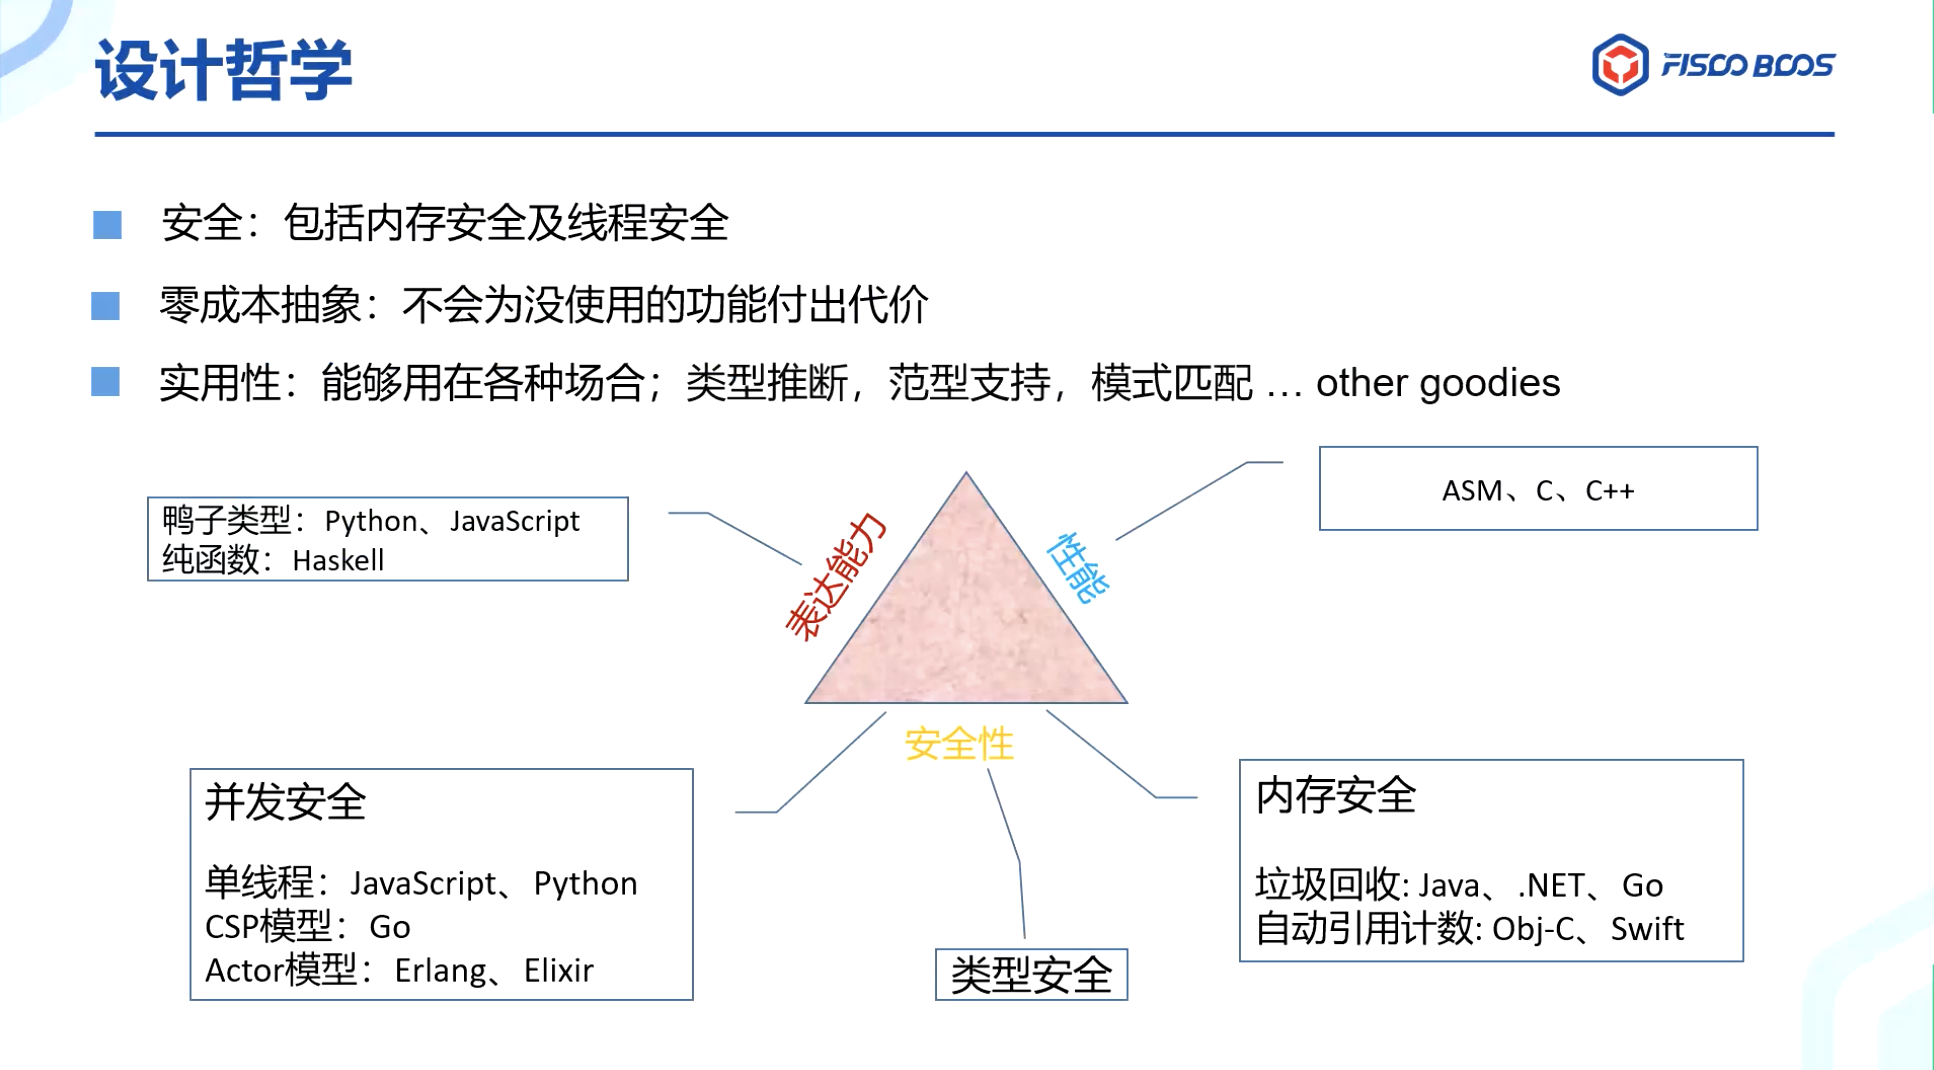 设计哲学
FISCO BCOS
安全：包括内存安全及线程安全
零成本抽象：不会为没使用的功能付出代价
实用性：能够用在各种场合；类型推断，范型支持，模式匹配 … other goodies
鸭子类型：Python、JavaScript
纯函数：Haskell
表达能力
性能
ASM、C、C++
安全性
并发安全
单线程：JavaScript、Python
CSP模型：Go
Actor模型：Erlang、Elixir
类型安全
内存安全
垃圾回收: Java、.NET、Go
自动引用计数: Obj-C、Swift